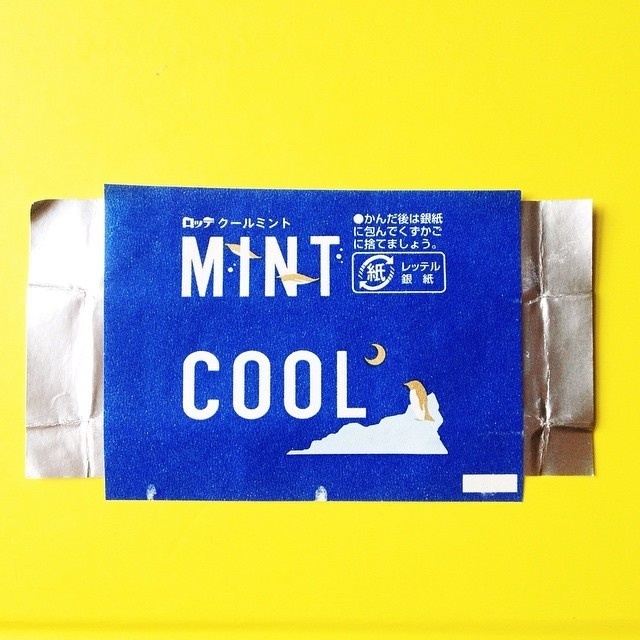 ロッテ クールミント
MINT
●かんだ後は銀紙
に包んでくずかご
に捨てましょう。
紙
レッテル
銀 紙
COOL